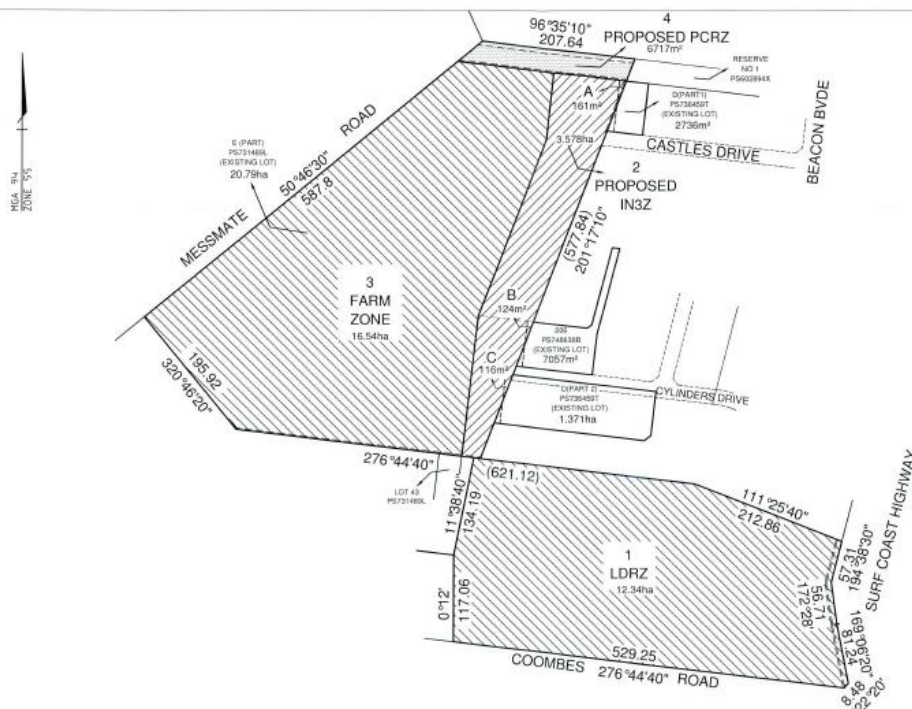 96°35'10"
207.64
4
PROPOSED PCRZ
6717m²
RESERVE
NO 1
PS602894X
A
161m²
D(PART1)
PS736459T
(EXISTING LOT)
2736m²
BEACON BVDE
CASTLES DRIVE
MGA 94
ZONE 55
E (PART)
PS731469L
(EXISTING LOT)
20.79ha
MESSMATE ROAD
50°46'30"
587.8
3.578ha
2
PROPOSED
IN3Z
(577.84)
201°17'10"
3
FARM
ZONE
16.54ha
B
124m²
PS748638B
(EXISTING LOT)
7057m²
C
116m²
D(PART 2)
PS736459T
(EXISTING LOT)
1.371ha
CYLINDERS DRIVE
195.92
320°46'20"
276°44'40"
(621.12)
LOT 43
PS731469L
11°38'40"
134.19
111°25'40"
212.86
57.31
194°38'30"
SURF COAST HIGHWAY
1
LDRZ
12.34ha
56.71
172°28'
169°06'20"
81.24
0°12'
117.06
529.25
COOMBES 276°44'40" ROAD
8.48